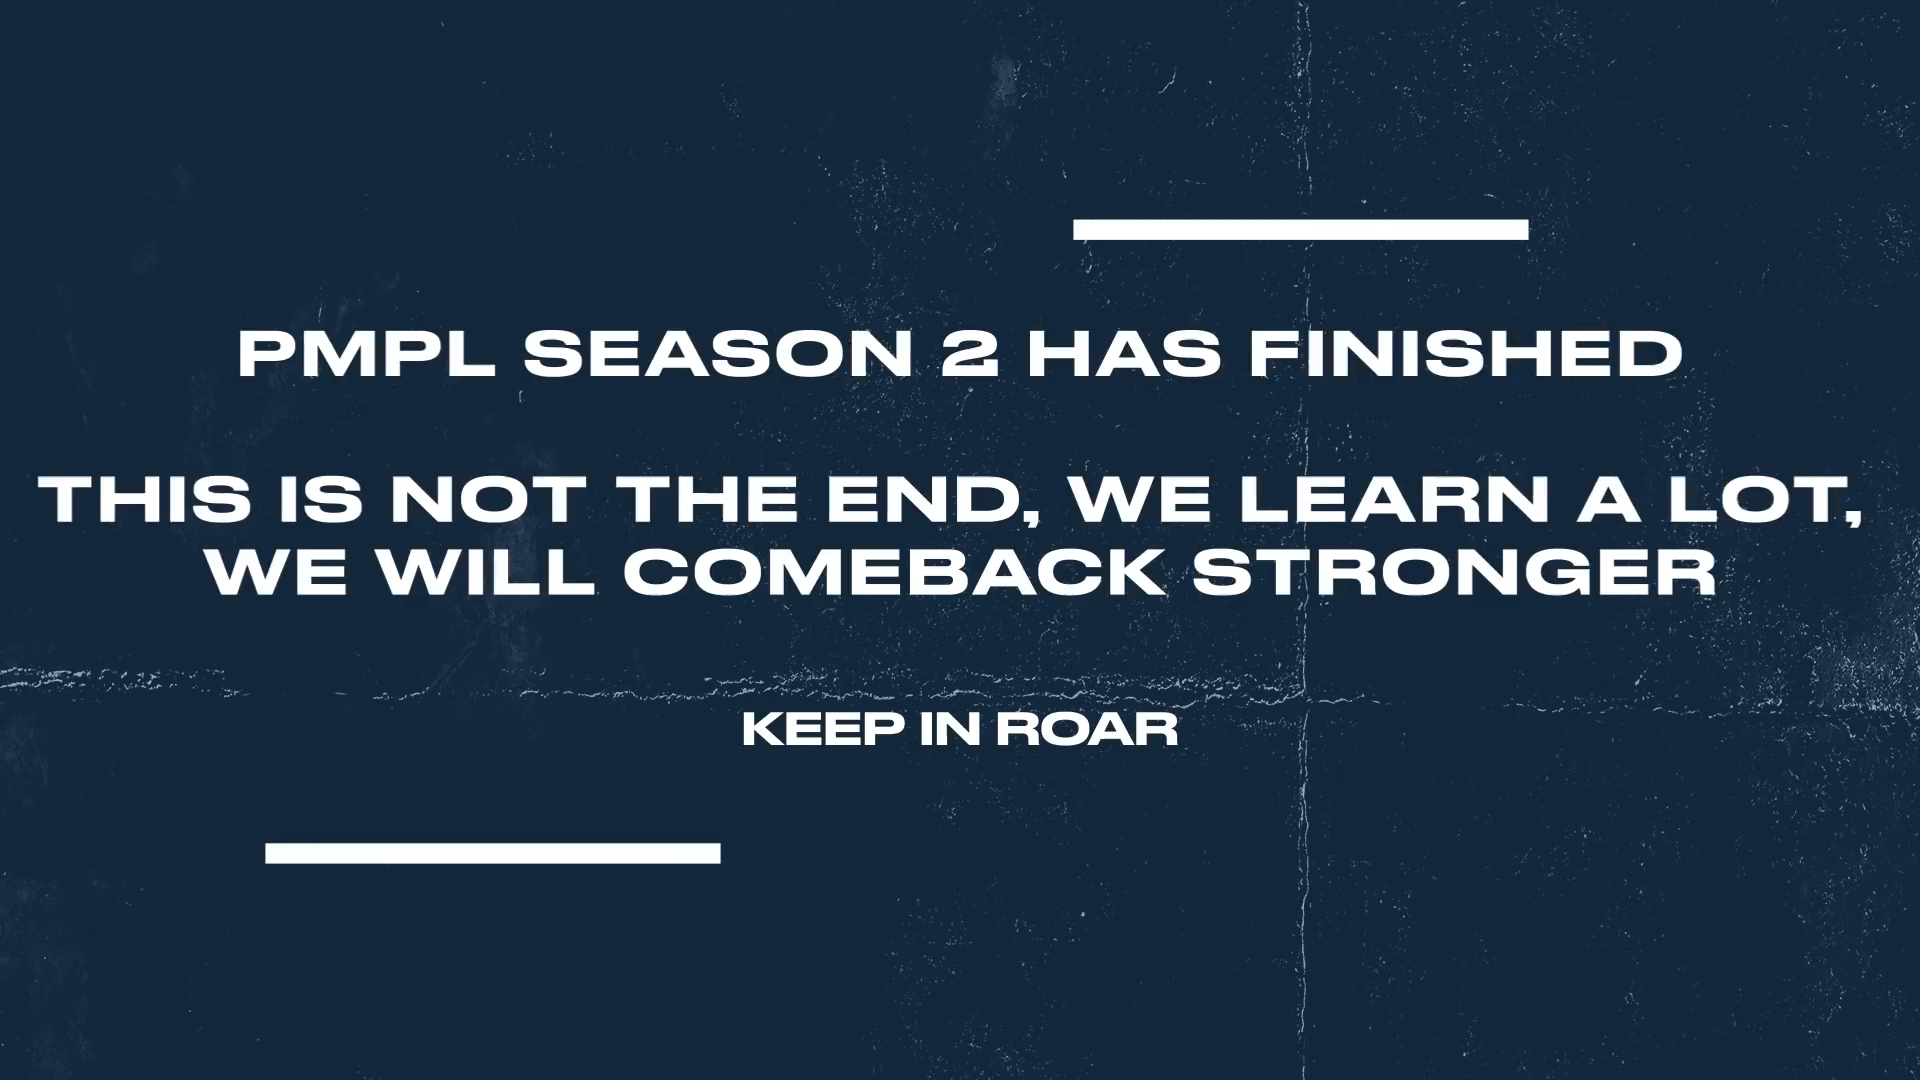 PMPL SEASON 2 HAS FINISHED
THIS IS NOT THE END, WE LEARN A LOT,
WE WILL COMEBACK STRONGER
KEEP IN ROAR